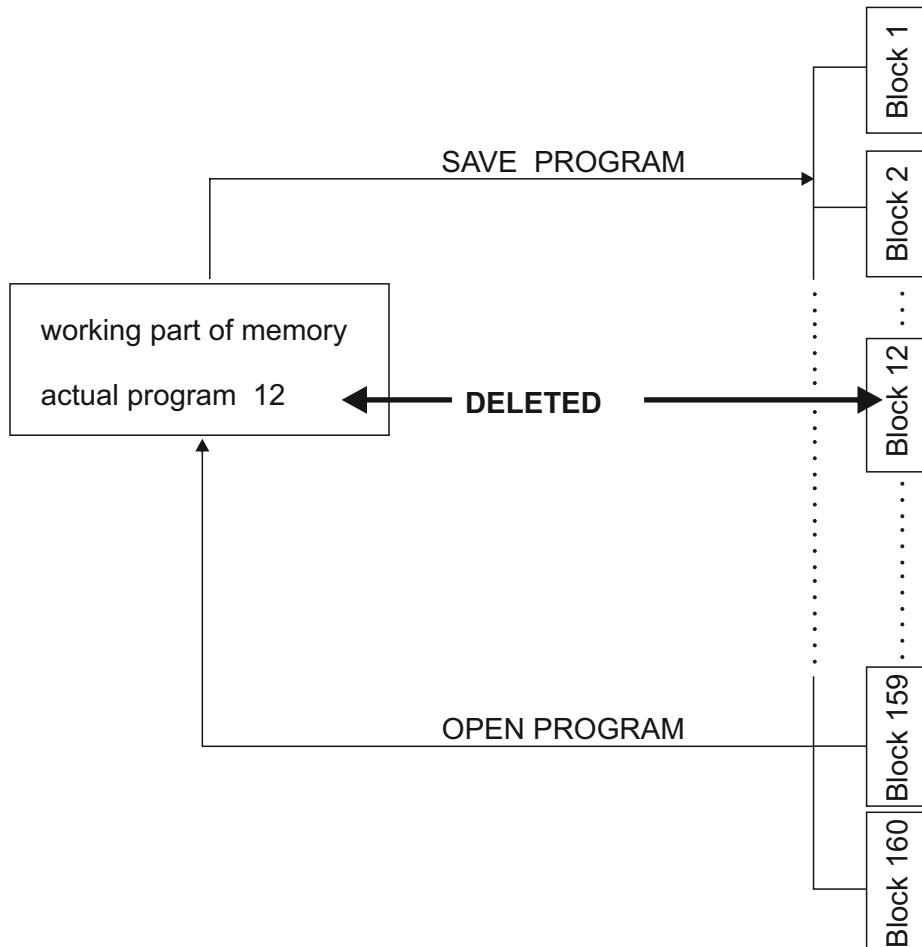 Block 1
SAVE PROGRAM
Block 2
working part of memory
actual program 12
DELETED
Block 12
OPEN PROGRAM
Block 159
Block 160